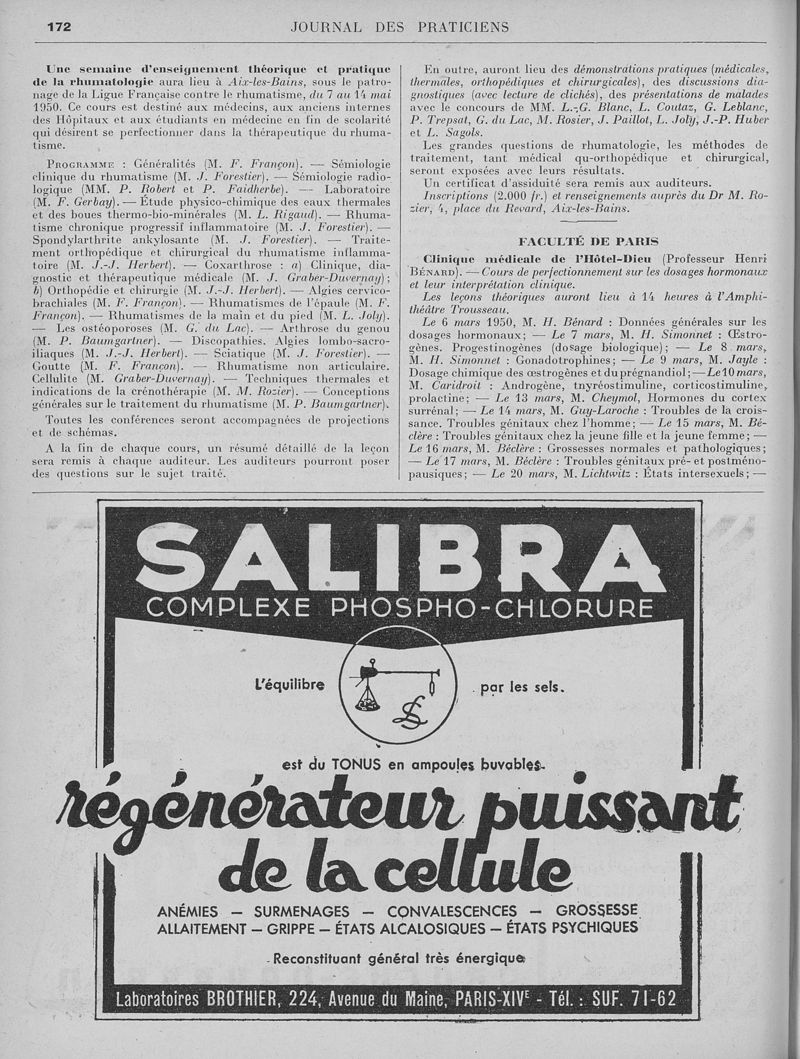 172
JOURNAL DES PRATICIENS
Une semaine d'enseignement théorique et pratique
de la rhumatologie aura lieu à Aix-les-Bains, sous le patro-
nage de la Ligue Française contre le rhumatisme, du 7 au 14 mai
1950. Ce cours est destiné aux médecins, aux anciens internes
des Hôpitaux et aux étudiants en médecine en fin de scolarité
qui désirent se perfectionner dans la thérapeutique du rhuma-
tisme.
PROGRAMME : Généralités (M. F. Françon). — Sémiologie
clinique du rhumatisme (M. J. Forestier). — Sémiologie radio-
logique (MM. P. Robert et P. Faidherbe). — Laboratoire
(M. F. Gerbay). — Étude physico-chimique des eaux thermales
et des boues thermo-bio-minérales (M. L. Rigaud). — Rhuma-
tisme chronique progressif inflammatoire (M. J. Forestier). —
Spondylarthrite ankylosante (M. J. Forestier). — Traite-
ment orthopédique et chirurgical du rhumatisme inflamma-
toire (M. J.-J. Herbert). — Coxarthrose : a) Clinique, dia-
gnostic et thérapeutique médicale (M. J. Graber-Duvernay) ;
b) Orthopédie et chirurgie (M. J.-J. Herbert). — Algies cervico-
brachiales (M. F. Françon). — Rhumatismes de l'épaule (M. F.
Françon). — Rhumatismes de la main et du pied (M. L. Joly).
— Les ostéoporoses (M. G. du Lac). — Arthrose du genou
(M. P. Baumgartner). — Discopathies. Algies lombo-sacro-
iliaques (M. J.-J. Herbert). — Sciatique (M. J. Forestier). —
Goutte (M. F. Françon). — Rhumatisme non articulaire.
Cellulite (M. Graber-Duvernay). — Techniques thermales et
indications de la crénothérapie (M. M. Rozier). — Conceptions
générales sur le traitement du rhumatisme (M. P. Baumgartner).
Toutes les conférences seront accompagnées de projections
et de schémas.
A la fin de chaque cours, un résumé détaillé de la leçon
sera remis à chaque auditeur. Les auditeurs pourront poser
des questions sur le sujet traité.
En outre, auront lieu des démonstrations pratiques (médicales,
thermales, orthopédiques et chirurgicales), des discussions dia-
gnostiques (avec lecture de clichés), des présentations de malades
avec le concours de MM. L.-G. Blanc, L. Coutaz, G. Leblanc,
P. Trepsat, G. du Lac, M. Rosier, J. Paillot, L. Joly, J.-P. Huber
et L. Sagols.
Les grandes questions de rhumatologie, les méthodes de
traitement, tant médical qu-orthopédique et chirurgical,
seront exposées avec leurs résultats.
Un certificat d'assiduité sera remis aux auditeurs.
Inscriptions (2.000 fr.) et renseignements auprès du Dr M. Ro-
zier, 4, place du Revard, Aix-les-Bains.
FACULTÉ DE PARIS
Clinique médicale de l'Hôtel-Dieu (Professeur Henri
BÉNARD). — Cours de perfectionnement sur les dosages hormonaux
et leur interprétation clinique.
Les leçons théoriques auront lieu à 14 heures à l'Amphi-
théâtre Trousseau.
Le 6 mars 1950, M. H. Bénard : Données générales sur les
dosages hormonaux ; — Le 7 mars, M. H. Simonnet : Œstro-
gènes. Progestinogènes (dosage biologique) ; — Le 8 mars,
M. H. Simonnet : Gonadotrophines ; — Le 9 mars, M. Jayle :
Dosage chimique des œstrogènes et du prégnandiol ; — Le 10 mars,
M. Caridroit : Androgène, tnyréostimuline, corticostimuline,
prolactine ; — Le 13 mars, M. Cheymol, Hormones du cortex
surrénal ; — Le 14 mars, M. Guy-Laroche : Troubles de la crois-
sance. Troubles génitaux chez l'homme ; — Le 15 mars, M. Bé-
clère : Troubles génitaux chez la jeune fille et la jeune femme ; —
Le 16 mars, M. Béclère : Grossesses normales et pathologiques ;
— Le 17 mars, M. Béclère : Troubles génitaux pré- et postméno-
pausiques ; — Le 20 mars, M. Lichtwitz : États intersexuels ; —
SALIBRA
COMPLEXE PHOSPHO-CHLORURE
L'équilibre par les sels.
est du TONUS en ampoules buvables.
régénérateur puissant
de la cellule
ANÉMIES — SURMENAGES — CONVALESCENCES — GROSSESSE
ALLAITEMENT — GRIPPE — ÉTATS ALCALOSIQUES — ÉTATS PSYCHIQUES
Reconstituant général très énergique
Laboratoires BROTHIER, 224, Avenue du Maine, PARIS-XIVE - Tél. : SUF. 71-62